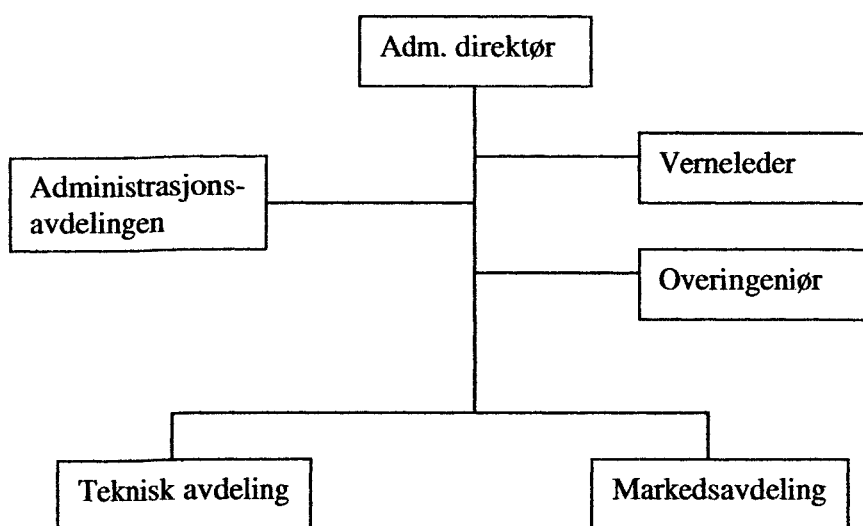 Adm. direktør
Verneleder
Administrasjons-
avdelingen
Overingeniør
Teknisk avdeling
Markedsavdeling